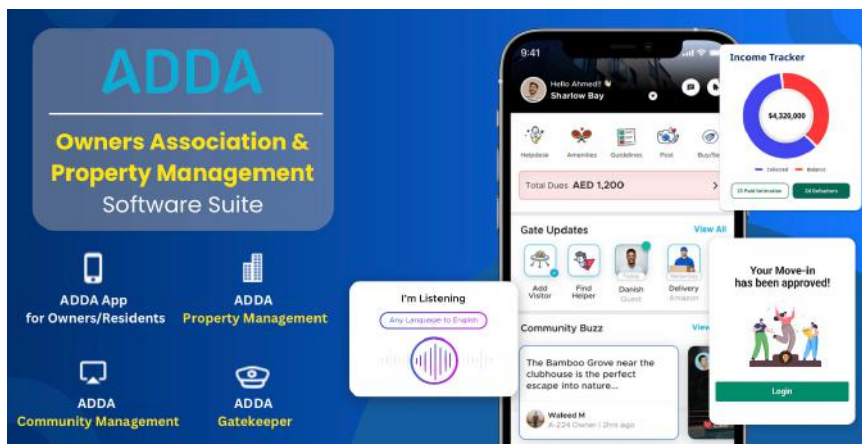 ADDA
Owners Association &
Property Management
Software Suite
ADDA App
for Owners/Residents
ADDA
Property Management
ADDA
Community Management
ADDA
Gatekeeper
I'm Listening
Any Language to English
9:41
Hello Ahmed!!
Sharlow Bay
Helpdesk
Amenities
Guidelines
Post
Buy/Se
Total Dues AED 1,200
Gate Updates
View All
Add
Visitor
Find
Helper
Danish
Guest
Delivery
Amazon
Community Buzz
View
The Bamboo Grove near the
clubhouse is the perfect
escape into nature...
Waleed M
A-224 Owner | 2hrs ago
Income Tracker
$4,320,000
Collected
Balance
24 Defaulters
Your Move-in
has been approved!
Login